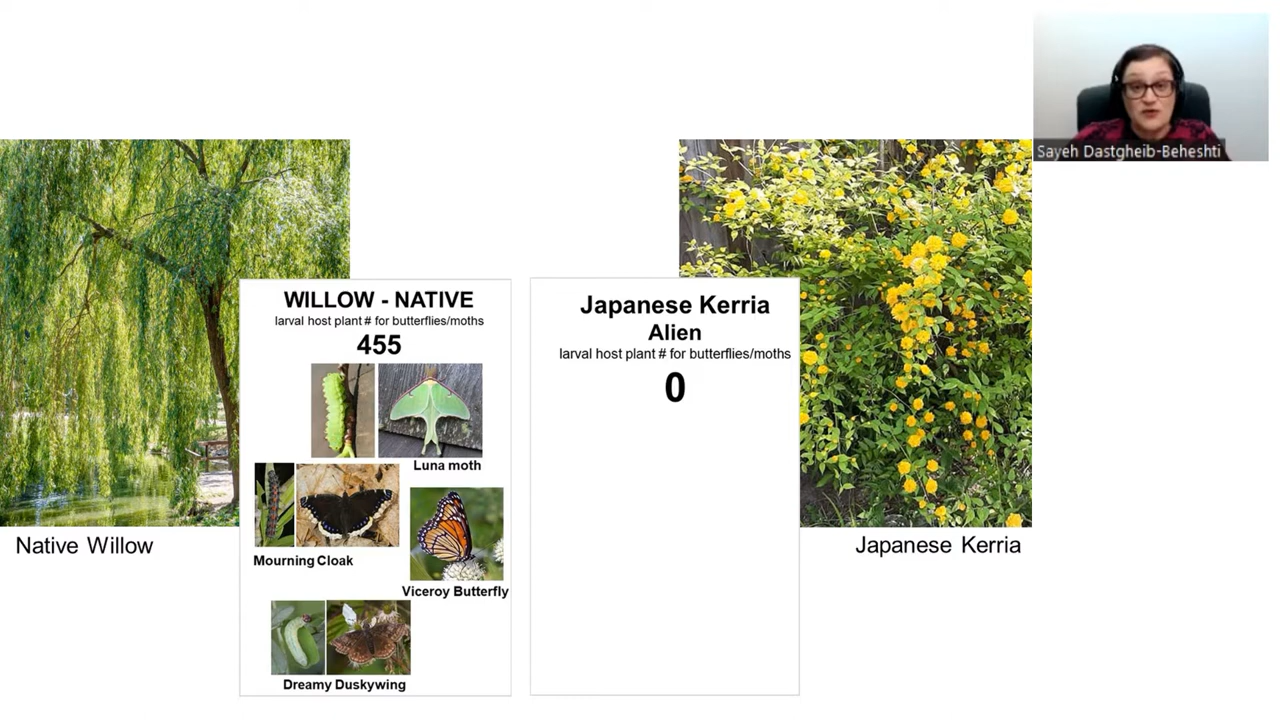 Sayeh Dastgheib-Beheshti
WILLOW - NATIVE
larval host plant # for butterflies/moths
455
Luna moth
Mourning Cloak
Viceroy Butterfly
Dreamy Duskywing
Japanese Kerria
Alien
larval host plant # for butterflies/moths
0
Native Willow
Japanese Kerria